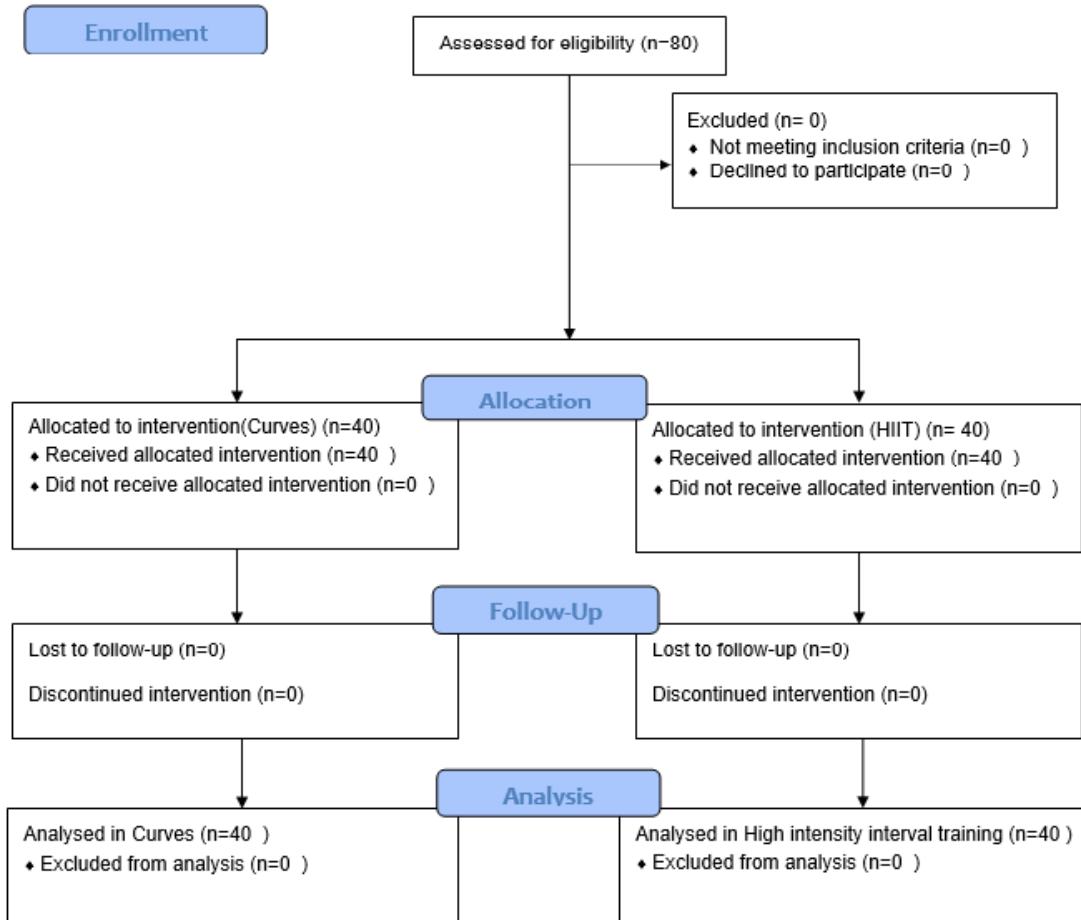 Enrollment
Assessed for eligibility (n=80)
Excluded (n= 0)
♦ Not meeting inclusion criteria (n=0 )
♦ Declined to participate (n=0 )
Allocation
Allocated to intervention(Curves) (n=40)
♦ Received allocated intervention (n=40 )
♦ Did not receive allocated intervention (n=0 )
Allocated to intervention (HIIT) (n= 40)
♦ Received allocated intervention (n=40 )
♦ Did not receive allocated intervention (n=0 )
Follow-Up
Lost to follow-up (n=0)
Discontinued intervention (n=0)
Lost to follow-up (n=0)
Discontinued intervention (n=0)
Analysis
Analysed in Curves (n=40 )
♦ Excluded from analysis (n=0 )
Analysed in High intensity interval training (n=40 )
♦ Excluded from analysis (n=0 )